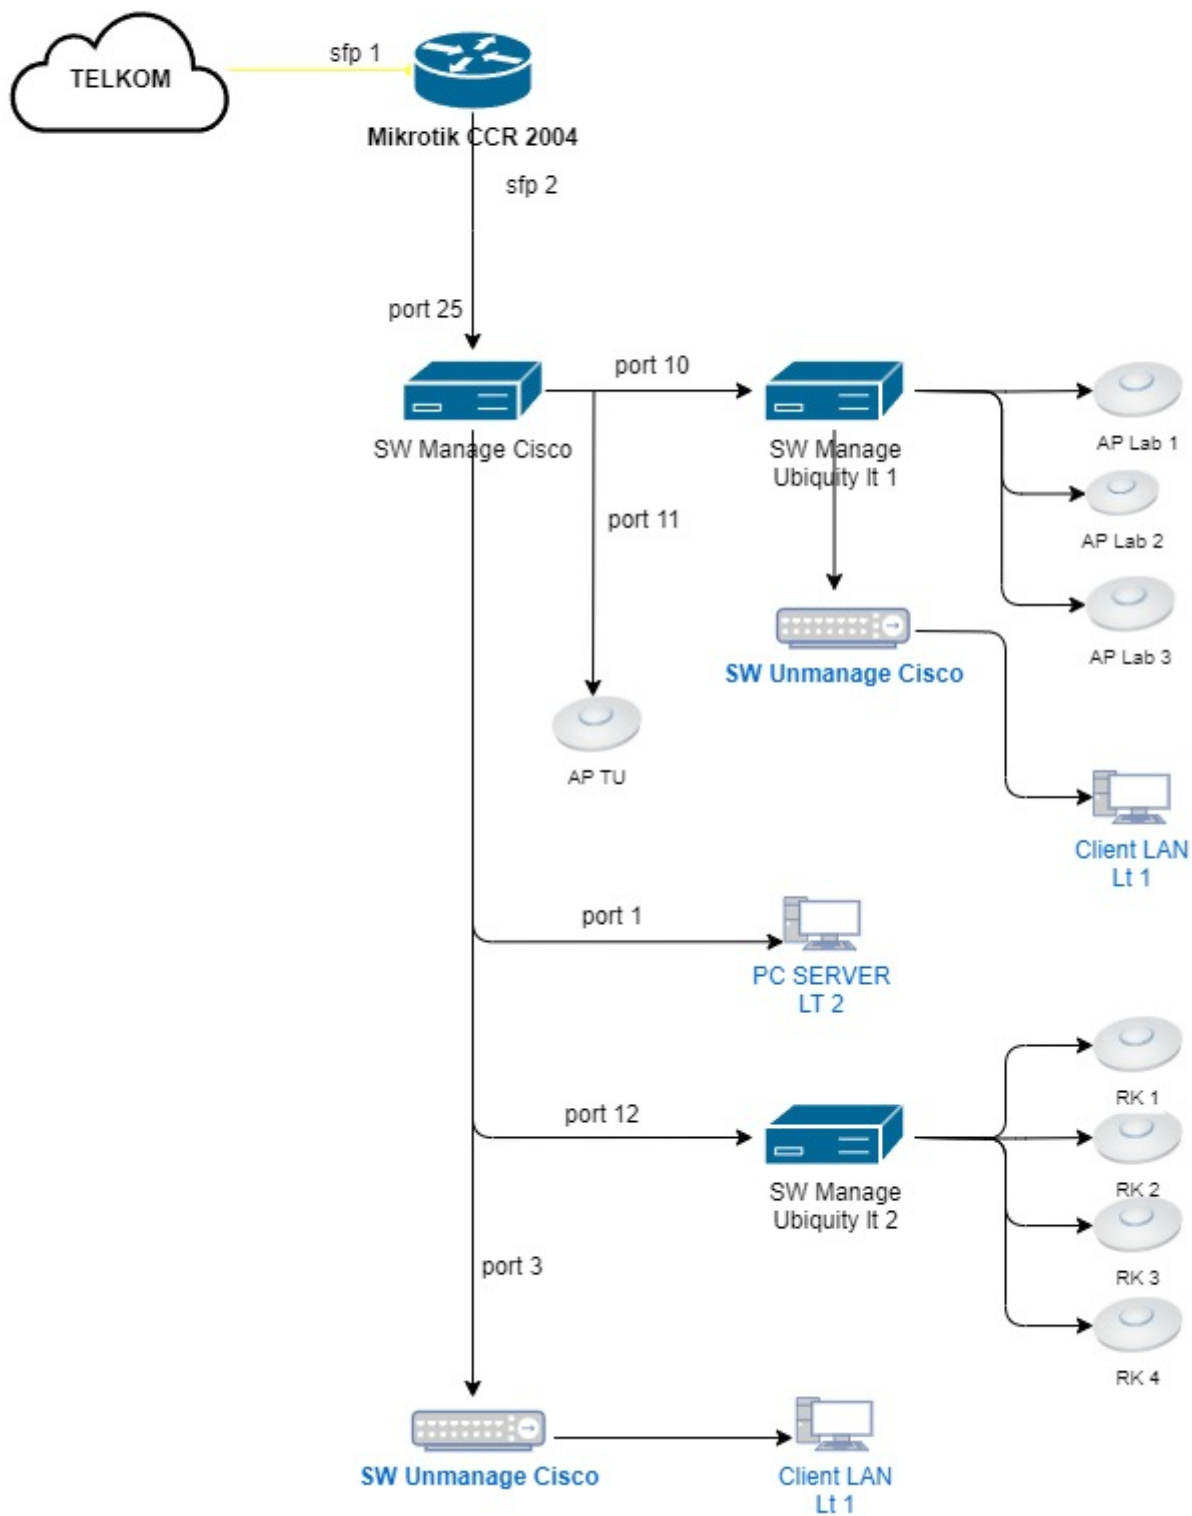 TELKOM
sfp 1
Mikrotik CCR 2004
sfp 2
port 25
port 10
SW Manage Cisco
SW Manage
Ubiquity lt 1
AP Lab 1
port 11
AP Lab 2
AP Lab 3
SW Unmanage Cisco
AP TU
Client LAN
Lt 1
port 1
PC SERVER
LT 2
port 12
SW Manage
Ubiquity lt 2
RK 1
RK 2
RK 3
RK 4
port 3
SW Unmanage Cisco
Client LAN
Lt 1